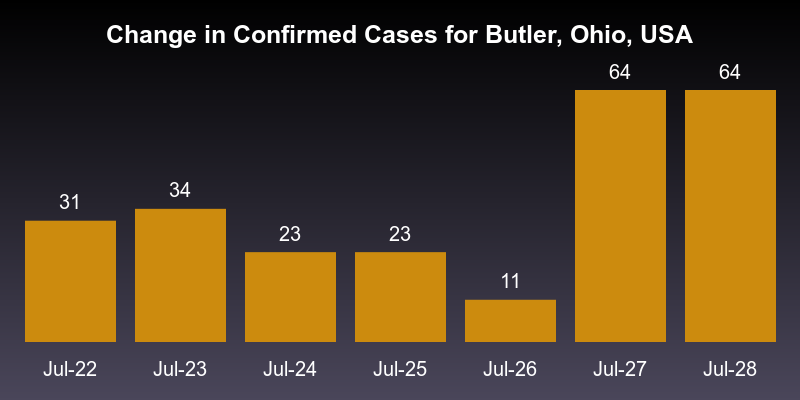 Change in Confirmed Cases for Butler, Ohio, USA
64 64
31 34 23 23 11
Jul-22 Jul-23 Jul-24 Jul-25 Jul-26 Jul-27 Jul-28